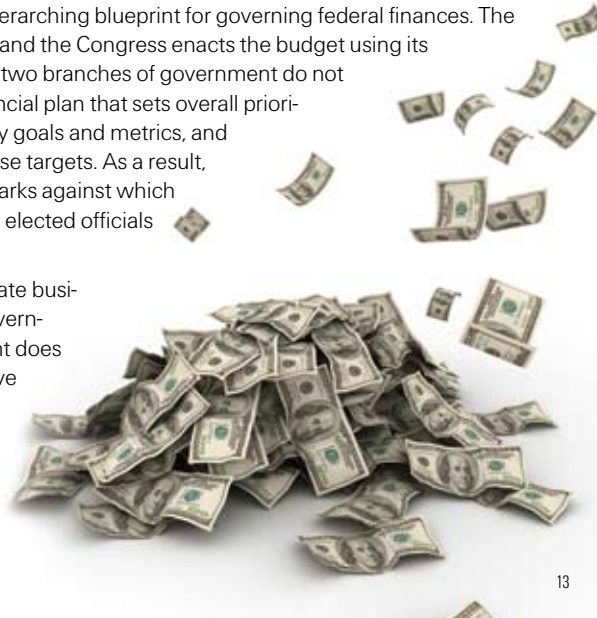 erarching blueprint for governing federal finances. The
and the Congress enacts the budget using its
two branches of government do not
ncial plan that sets overall priori-
y goals and metrics, and
se targets. As a result,
arks against which
elected officials
ate busi-
vern-
nt does
ve
13